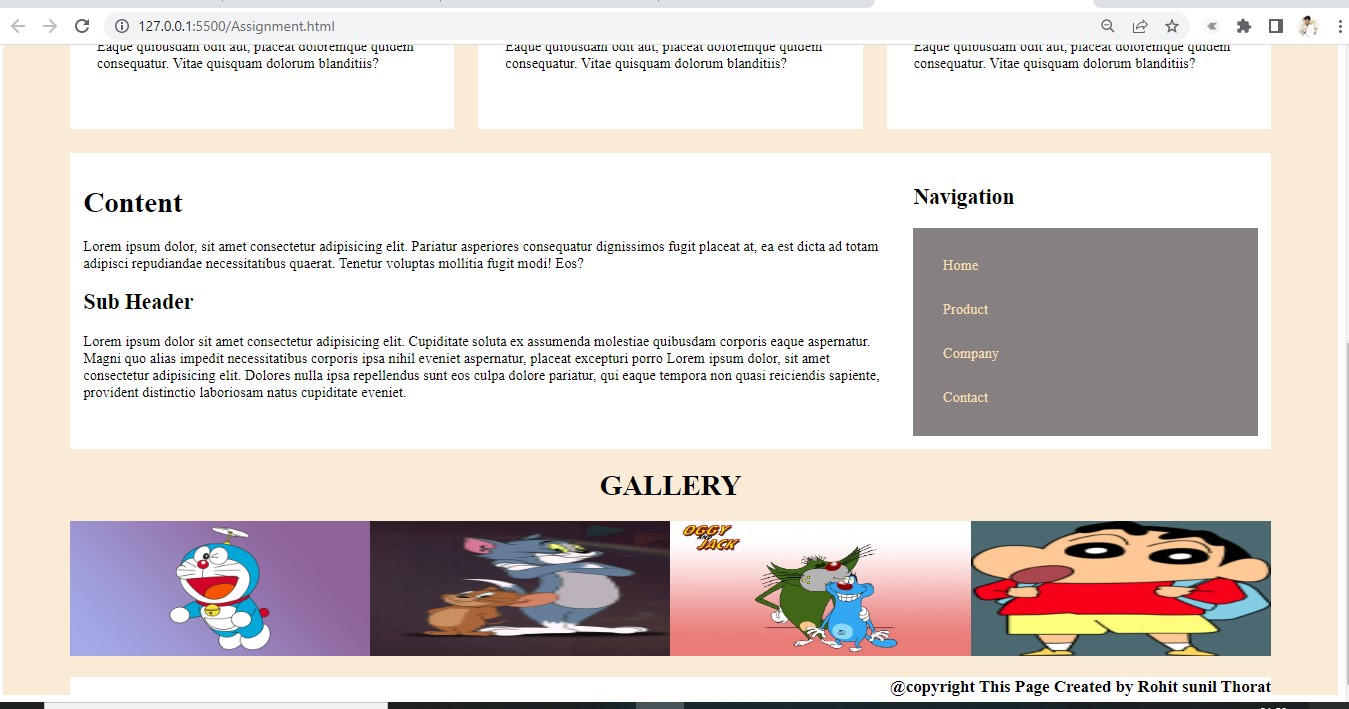 127.0.0.1:5500/Assignment.html
Eaque quibusdam odit aut, placeat doloremque quidem
consequatur. Vitae quisquam dolorum blanditiis?
Eaque quibusdam odit aut, placeat doloremque quidem
consequatur. Vitae quisquam dolorum blanditiis?
Eaque quibusdam odit aut, placeat doloremque quidem
consequatur. Vitae quisquam dolorum blanditiis?
Content
Lorem ipsum dolor, sit amet consectetur adipisicing elit. Pariatur asperiores consequatur dignissimos fugit placeat at, ea est dicta ad totam
adipisci repudiandae necessitatibus quaerat. Tenetur voluptas mollitia fugit modi! Eos?
Sub Header
Lorem ipsum dolor sit amet consectetur adipisicing elit. Cupiditate soluta ex assumenda molestiae quibusdam corporis eaque aspernatur.
Magni quo alias impedit necessitatibus corporis ipsa nihil eveniet aspernatur, placeat excepturi porro Lorem ipsum dolor, sit amet
consectetur adipisicing elit. Dolores nulla ipsa repellendus sunt eos culpa dolore pariatur, qui eaque tempora non quasi reiciendis sapiente,
provident distinctio laboriosam natus cupiditate eveniet.
Navigation
Home
Product
Company
Contact
GALLERY
OGGY
AND
JACK
@copyright This Page Created by Rohit sunil Thorat